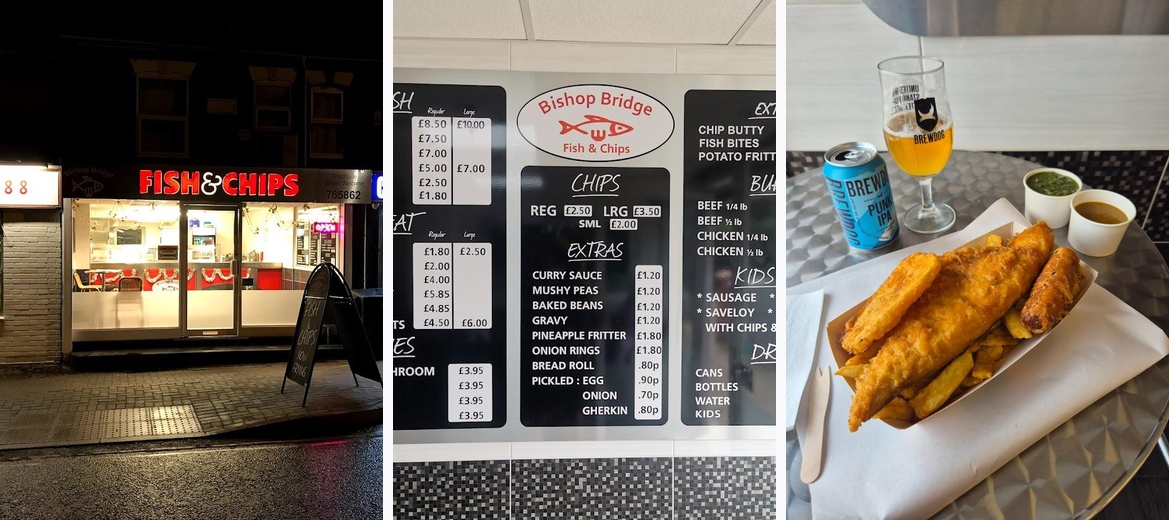 88
FISH&CHIPS
765862
FISH
CHIPS
NOW
FRYING
SH
Regular Large
£8.50 £10.00
£7.50
£7.00
£5.00 £7.00
£2.50
£1.80
EAT
Regular Large
£1.80 £2.50
£2.00
£4.00
£5.85
£4.85
TS £4.50 £6.00
ES
HROOM £3.95
£3.95
£3.95
£3.95
Bishop Bridge
Fish & Chips
CHIPS
REG £2.50 LRG £3.50
SML £2.00
EXTRAS
CURRY SAUCE £1.20
MUSHY PEAS £1.20
BAKED BEANS £1.20
GRAVY £1.20
PINEAPPLE FRITTER £1.80
ONION RINGS £1.80
BREAD ROLL .80p
PICKLED : EGG .90p
ONION .70p
GHERKIN .80p
EXT
CHIP BUTTY
FISH BITES
POTATO FRITT
BU
BEEF 1/4 lb
BEEF ½ lb
CHICKEN 1/4 lb
CHICKEN ½ lb
KIDS
* SAUSAGE *
* SAVELOY *
WITH CHIPS &
DR
CANS
BOTTLES
WATER
KIDS
BREWDOG
BREWD
PUNK
IPA